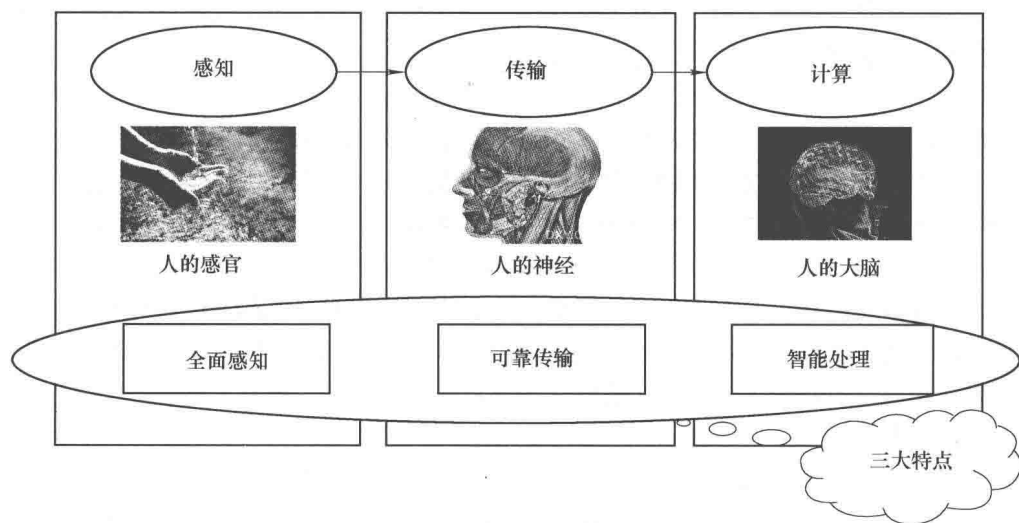 感知
传输
计算
人的感官
人的神经
人的大脑
全面感知
可靠传输
智能处理
三大特点